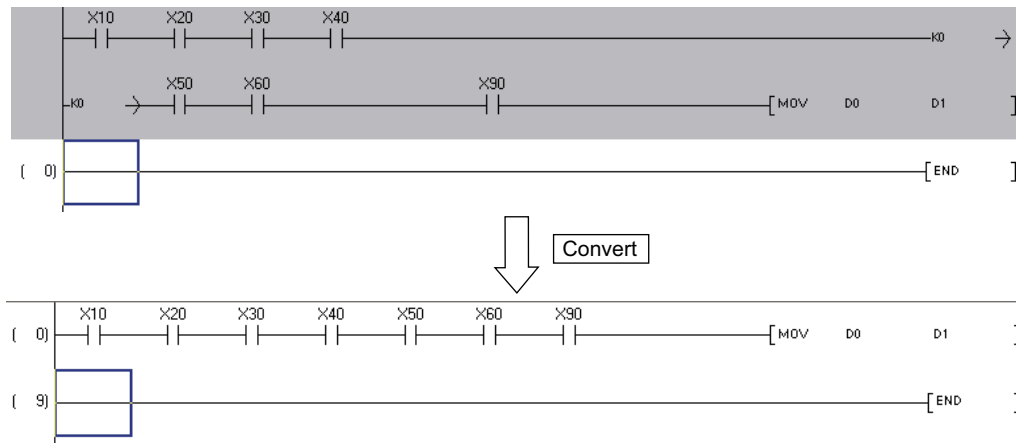 X10 X20 X30 X40
K0
X50 X60 X90
K0 [ MOV D0 D1 ]
( 0) [ END ]
Convert
X10 X20 X30 X40 X50 X60 X90
( 0) [ MOV D0 D1 ]
( 9) [ END ]